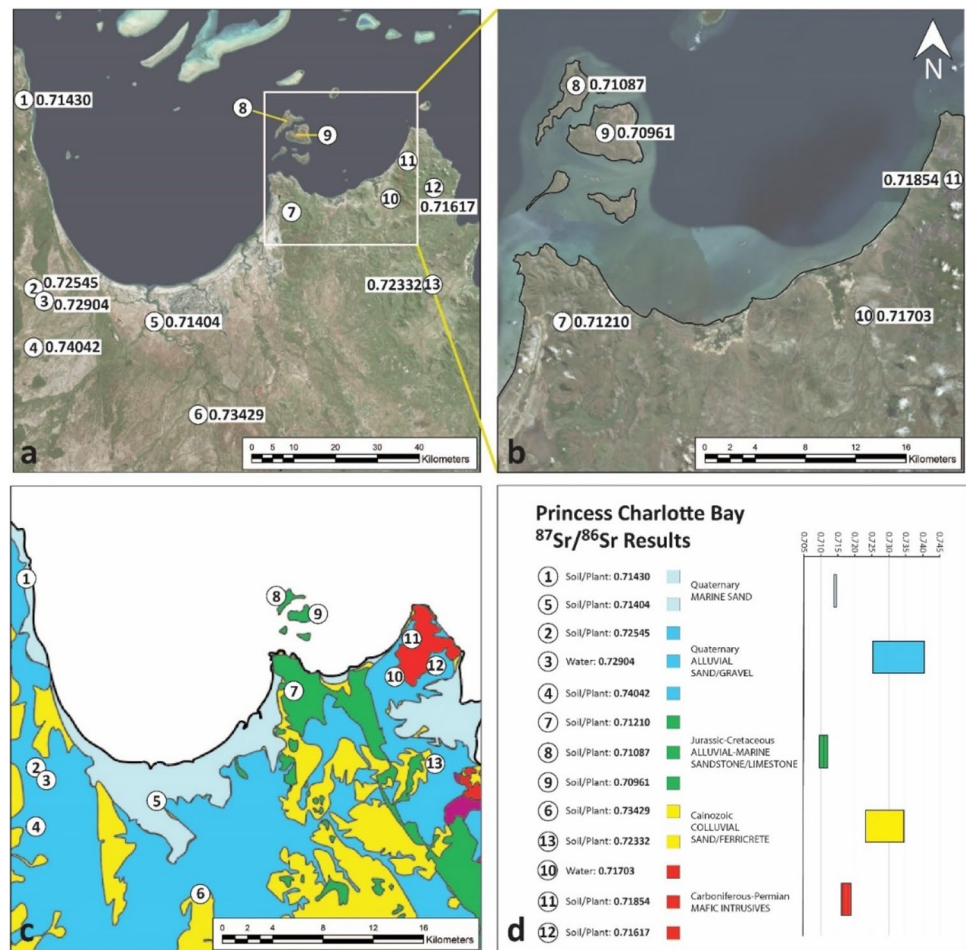 1 0.71430
8
9
11
12
0.71617
10
7
2 0.72545
3 0.72904
0.72332 13
5 0.71404
4 0.74042
6 0.73429
a
0 5 10 20 30 40
Kilometers
N
8 0.71087
9 0.70961
0.71854 11
7 0.71210
10 0.71703
b
0 2 4 8 12 16
Kilometers
1
8
9
11
12
10
7
13
2
3
5
4
6
c
0 2 4 8 12 16
Kilometers
Princess Charlotte Bay
87Sr/86Sr Results
0.705
0.710
0.715
0.720
0.725
0.730
0.735
0.740
0.745
1 Soil/Plant: 0.71430
5 Soil/Plant: 0.71404
Quaternary
MARINE SAND
2 Soil/Plant: 0.72545
3 Water: 0.72904
4 Soil/Plant: 0.74042
Quaternary
ALLUVIAL
SAND/GRAVEL
7 Soil/Plant: 0.71210
8 Soil/Plant: 0.71087
9 Soil/Plant: 0.70961
Jurassic-Cretaceous
ALLUVIAL-MARINE
SANDSTONE/LIMESTONE
6 Soil/Plant: 0.73429
13 Soil/Plant: 0.72332
Cainozoic
COLLUVIAL
SAND/FERRICRETE
10 Water: 0.71703
11 Soil/Plant: 0.71854
12 Soil/Plant: 0.71617
Carboniferous-Permian
MAFIC INTRUSIVES
d